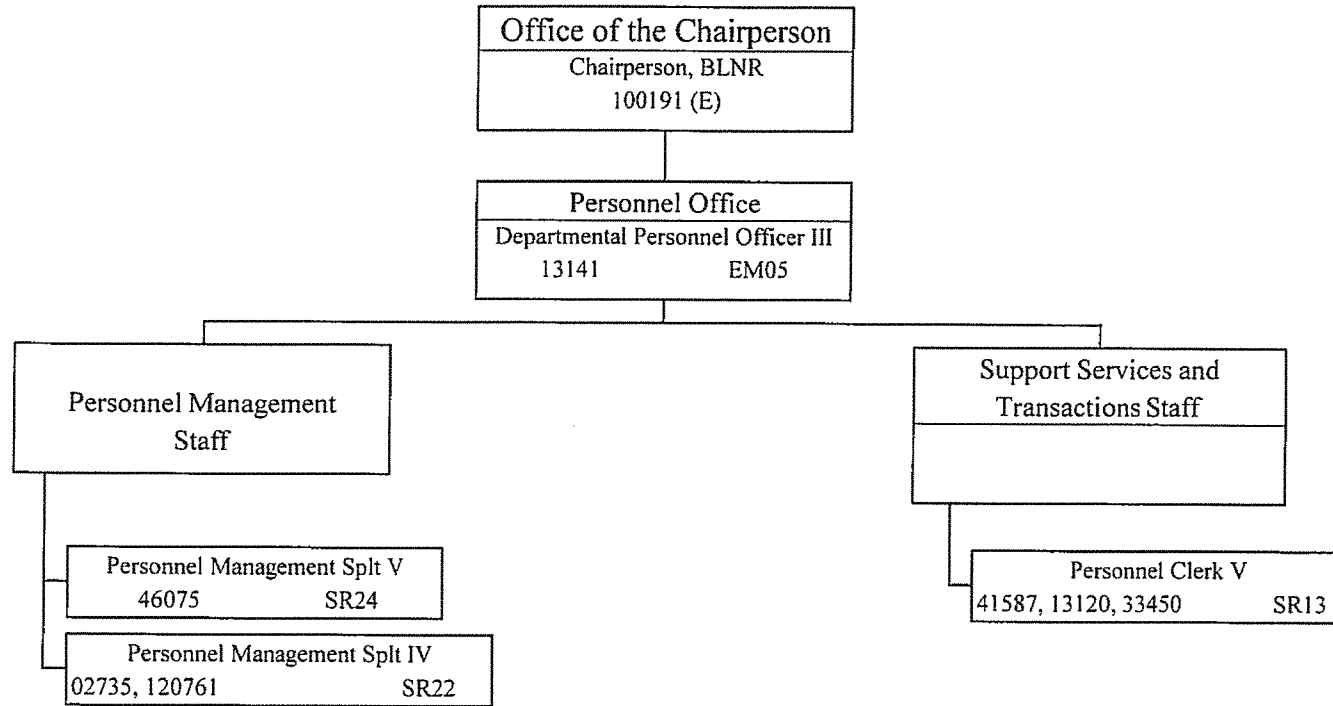 Office of the Chairperson
Chairperson, BLNR
100191 (E)
Personnel Office
Departmental Personnel Officer III
13141 EM05
Personnel Management
Staff
Support Services and
Transactions Staff
Personnel Management Splt V
46075 SR24
Personnel Management Splt IV
02735, 120761 SR22
Personnel Clerk V
41587, 13120, 33450 SR13